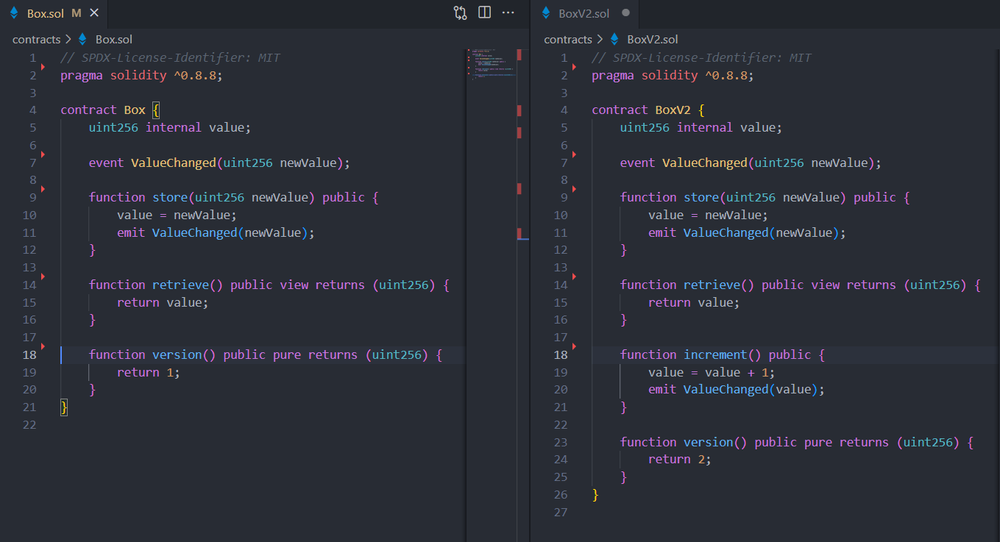 Box.sol M
contracts > Box.sol
1 // SPDX-License-Identifier: MIT
2 pragma solidity ^0.8.8;
3
4 contract Box {
5     uint256 internal value;
6
7     event ValueChanged(uint256 newValue);
8
9     function store(uint256 newValue) public {
10         value = newValue;
11         emit ValueChanged(newValue);
12     }
13
14     function retrieve() public view returns (uint256) {
15         return value;
16     }
17
18     function version() public pure returns (uint256) {
19         return 1;
20     }
21 }
22
BoxV2.sol
contracts > BoxV2.sol
1 // SPDX-License-Identifier: MIT
2 pragma solidity ^0.8.8;
3
4 contract BoxV2 {
5     uint256 internal value;
6
7     event ValueChanged(uint256 newValue);
8
9     function store(uint256 newValue) public {
10         value = newValue;
11         emit ValueChanged(newValue);
12     }
13
14     function retrieve() public view returns (uint256) {
15         return value;
16     }
17
18     function increment() public {
19         value = value + 1;
20         emit ValueChanged(value);
21     }
22
23     function version() public pure returns (uint256) {
24         return 2;
25     }
26 }
27